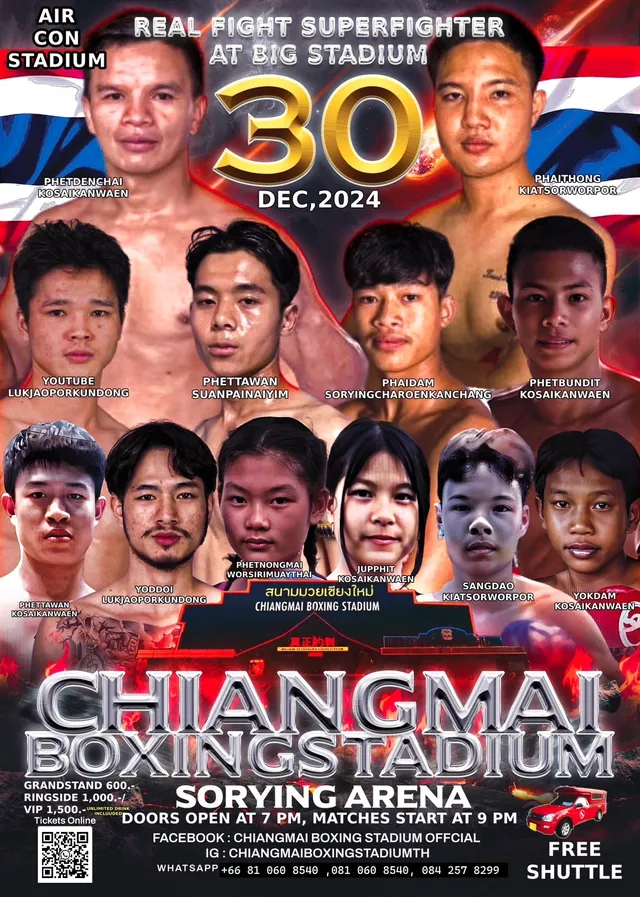 AIR
CON
STADIUM
REAL FIGHT SUPERFIGHTER
AT BIG STADIUM
30
DEC,2024
PHETDENCHAI
KOSAIKANWAEN
PHAITHONG
KIATSORWORPOR
YOUTUBE
LUKJAOPORKUNDONG
PHETTAWAN
SUANPAINAIYIM
PHAIDAM
SORYINGCHAROENKANCHANG
PHETBUNDIT
KOSAIKANWAEN
PHETTAWAN
KOSAIKANWAEN
YODDOI
LUKJAOPORKUNDONG
PHETNONGMAI
WORSIRIMUAYTHAI
JUPPHIT
KOSAIKANWAEN
SANGDAO
KIATSORWORPOR
YOKDAM
KOSAIKANWAEN
สนามมวยเชียงใหม่
CHIANGMAI BOXING STADIUM
CHIANGMAI
BOXINGSTADIUM
GRANDSTAND 600.-
RINGSIDE 1,000.-/
VIP 1,500.- UNLIMITED DRINK
INCLUUDED
Tickets Online
SORYING ARENA
DOORS OPEN AT 7 PM, MATCHES START AT 9 PM
FACEBOOK : CHIANGMAI BOXING STADIUM OFFCIAL
IG : CHIANGMAIBOXINGSTADIUMTH
WHATSAPP +66 81 060 8540 ,081 060 8540, 084 257 8299
FREE
SHUTTLE